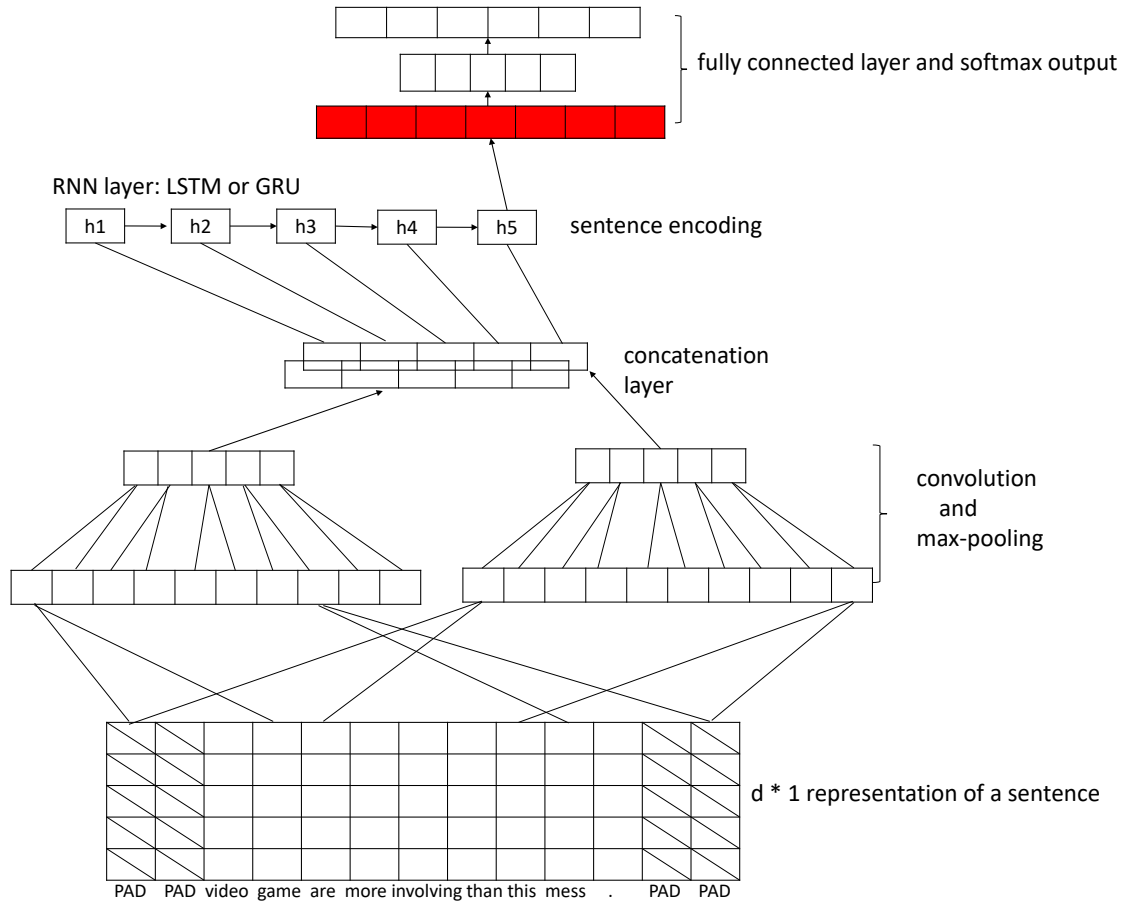 fully connected layer and softmax output
RNN layer: LSTM or GRU
h1 h2 h3 h4 h5
sentence encoding
concatenation
layer
convolution
and
max-pooling
d * 1 representation of a sentence
PAD PAD video game are more involving than this mess . PAD PAD